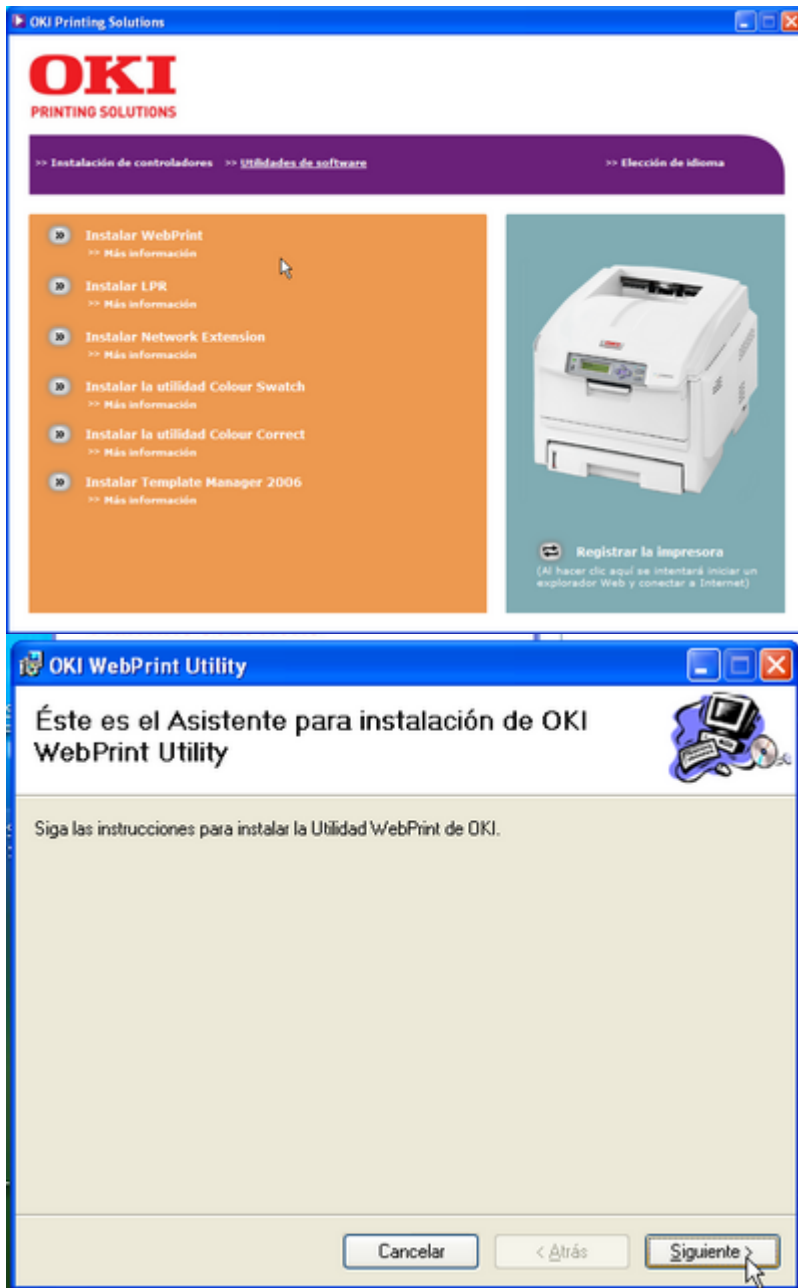 OKI Printing Solutions
OKI
PRINTING SOLUTIONS
>> Instalación de controladores >> Utilidades de software >> Elección de idioma
Instalar WebPrint
>> Más información
Instalar LPR
>> Más información
Instalar Network Extension
>> Más información
Instalar la utilidad Colour Swatch
>> Más información
Instalar la utilidad Colour Correct
>> Más información
Instalar Template Manager 2006
>> Más información
Registrar la impresora
(Al hacer clic aquí se intentará iniciar un
explorador Web y conectar a Internet)
OKI WebPrint Utility
Éste es el Asistente para instalación de OKI
WebPrint Utility
Siga las instrucciones para instalar la Utilidad WebPrint de OKI.
Cancelar < Atrás Siguiente >